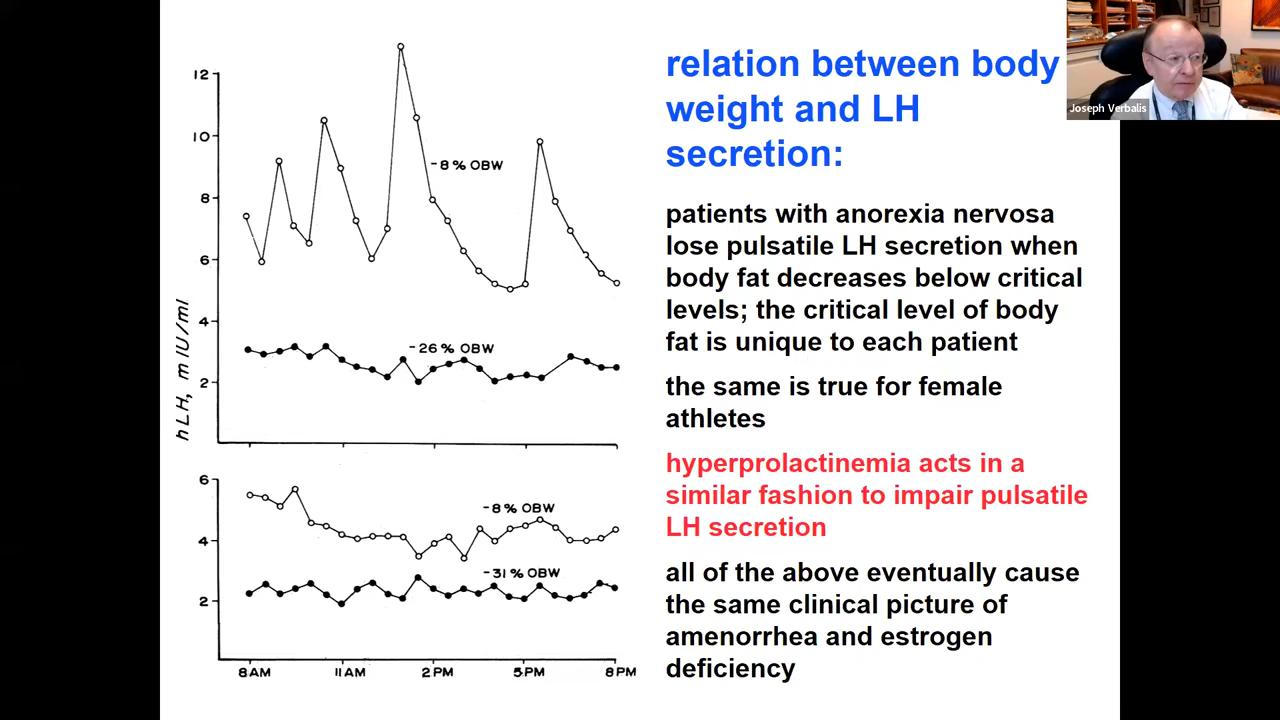 12
10
8
6
4
2
hLH, mIU/ml
-8% OBW
-26% OBW
6
4
2
-8% OBW
-31% OBW
8AM
11AM
2PM
5PM
8PM
relation between body
weight and LH
secretion:
patients with anorexia nervosa
lose pulsatile LH secretion when
body fat decreases below critical
levels; the critical level of body
fat is unique to each patient
the same is true for female
athletes
hyperprolactinemia acts in a
similar fashion to impair pulsatile
LH secretion
all of the above eventually cause
the same clinical picture of
amenorrhea and estrogen
deficiency
Joseph Verbalis